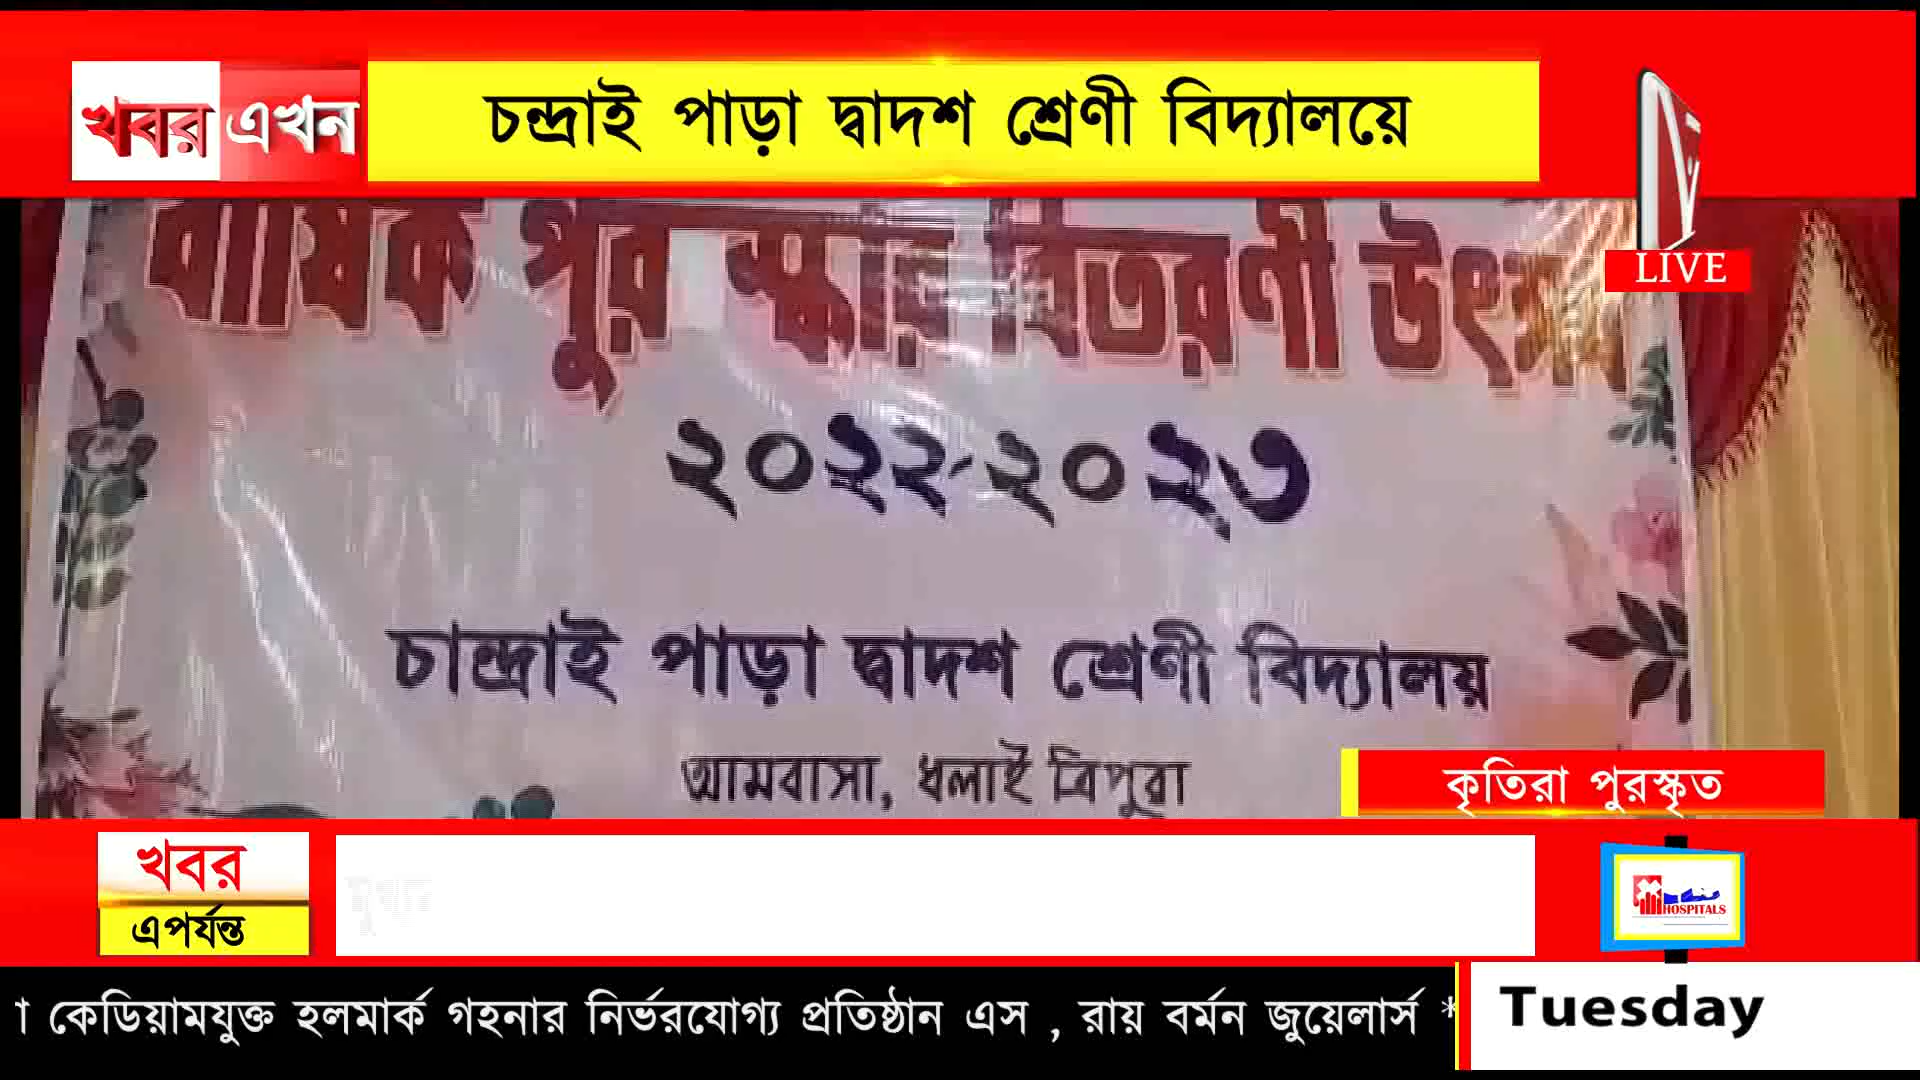 খবর এখন
চন্দ্রাই পাড়া দ্বাদশ শ্রেণী বিদ্যালয়ে
LIVE
বার্ষিক পুরস্কার বিতরণী উৎসব
২০২২-২০২৩
চান্দ্রাই পাড়া দ্বাদশ শ্রেণী বিদ্যালয়
আমবাসা, ধলাই ত্রিপুরা
কৃতিরা পুরস্কৃত
খবর
এপর্যন্ত
HOSPITALS
কেডিয়ামযুক্ত হলমার্ক গহনার নির্ভরযোগ্য প্রতিষ্ঠান এস , রায় বর্মন জুয়েলার্স *
Tuesday